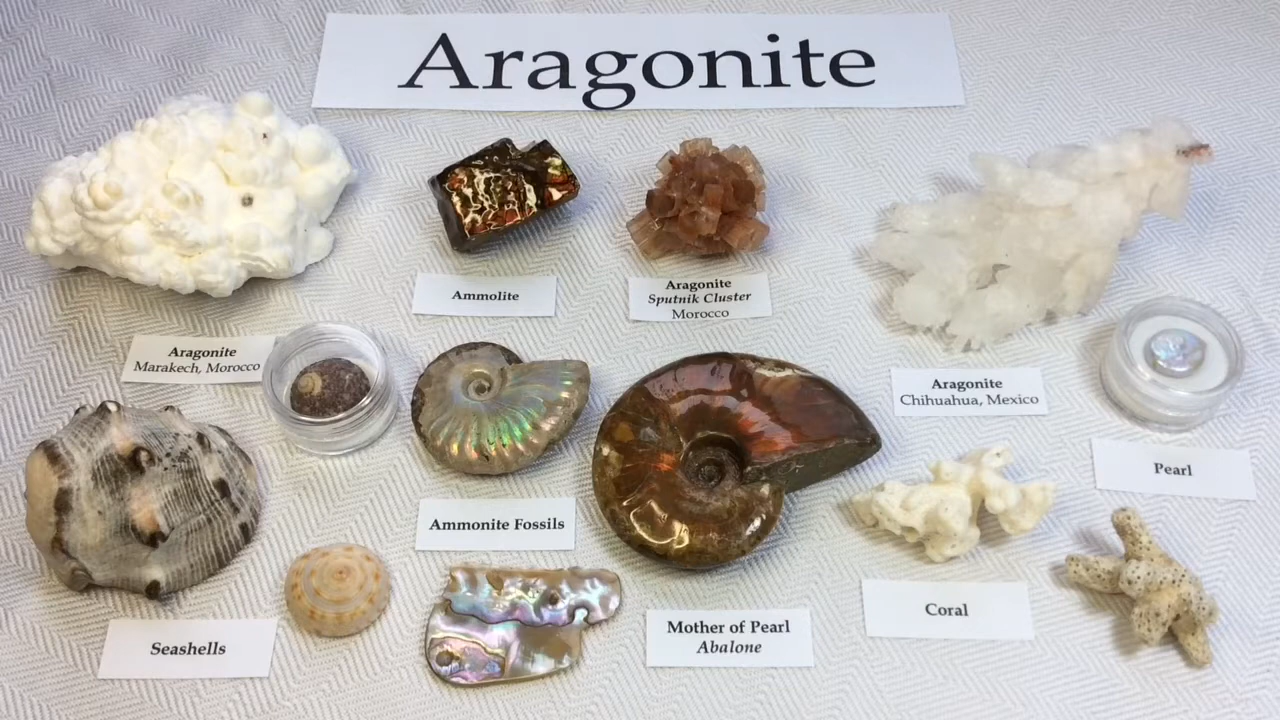 Aragonite
Ammolite
Aragonite
Sputnik Cluster
Morocco
Aragonite
Marakech, Morocco
Aragonite
Chihuahua, Mexico
Pearl
Ammonite Fossils
Coral
Seashells
Mother of Pearl
Abalone